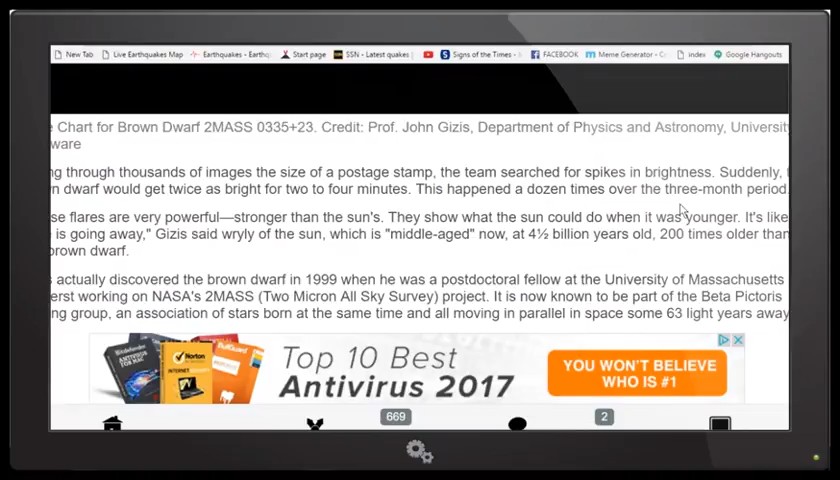 New Tab Live Earthquakes Map Earthquakes - Earthq Start page SSN - Latest quakes Signs of the Times - FACEBOOK Meme Generator - C index Google Hangouts
e Chart for Brown Dwarf 2MASS 0335+23. Credit: Prof. John Gizis, Department of Physics and Astronomy, University
ware
ng through thousands of images the size of a postage stamp, the team searched for spikes in brightness. Suddenly,
n dwarf would get twice as bright for two to four minutes. This happened a dozen times over the three-month period.
se flares are very powerful—stronger than the sun's. They show what the sun could do when it was younger. It's like
is going away," Gizis said wryly of the sun, which is "middle-aged" now, at 4½ billion years old, 200 times older than
brown dwarf.
s actually discovered the brown dwarf in 1999 when he was a postdoctoral fellow at the University of Massachusetts
erst working on NASA's 2MASS (Two Micron All Sky Survey) project. It is now known to be part of the Beta Pictoris
ng group, an association of stars born at the same time and all moving in parallel in space some 63 light years away
Bitdefender
ANTIVIRUS FOR MAC
Norton
INTERNET SECURITY
BullGuard
Top 10 Best
Antivirus 2017
YOU WON'T BELIEVE
WHO IS #1
669
2